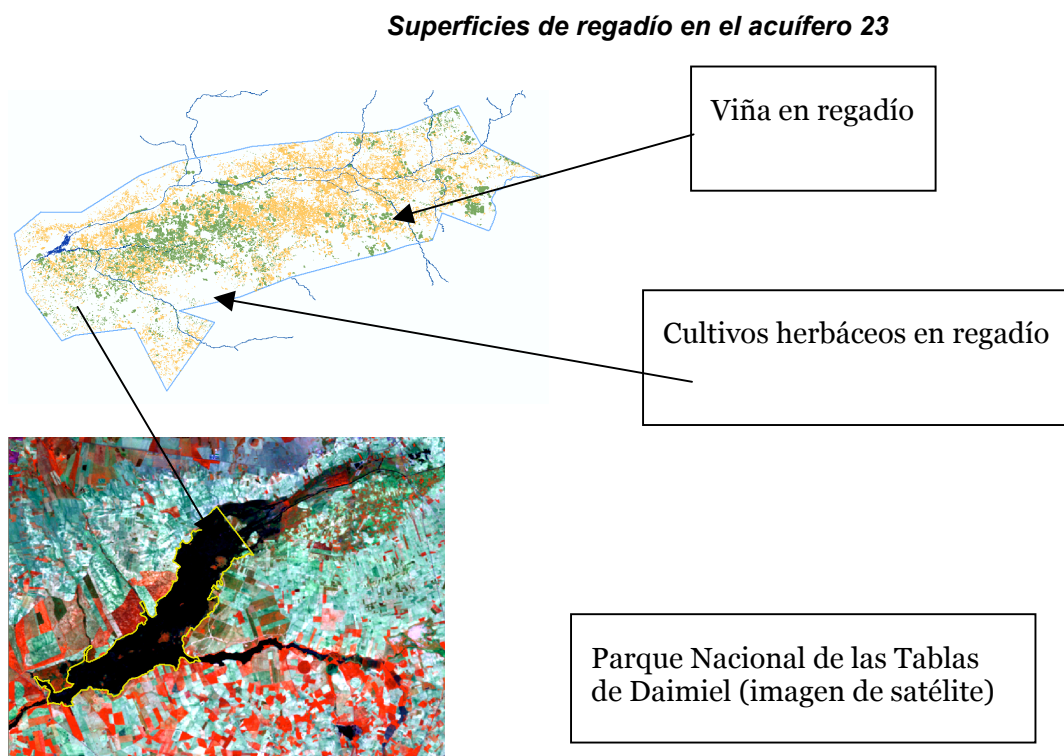 Superficies de regadío en el acuífero 23
Viña en regadío
Cultivos herbáceos en regadío
Parque Nacional de las Tablas
de Daimiel (imagen de satélite)